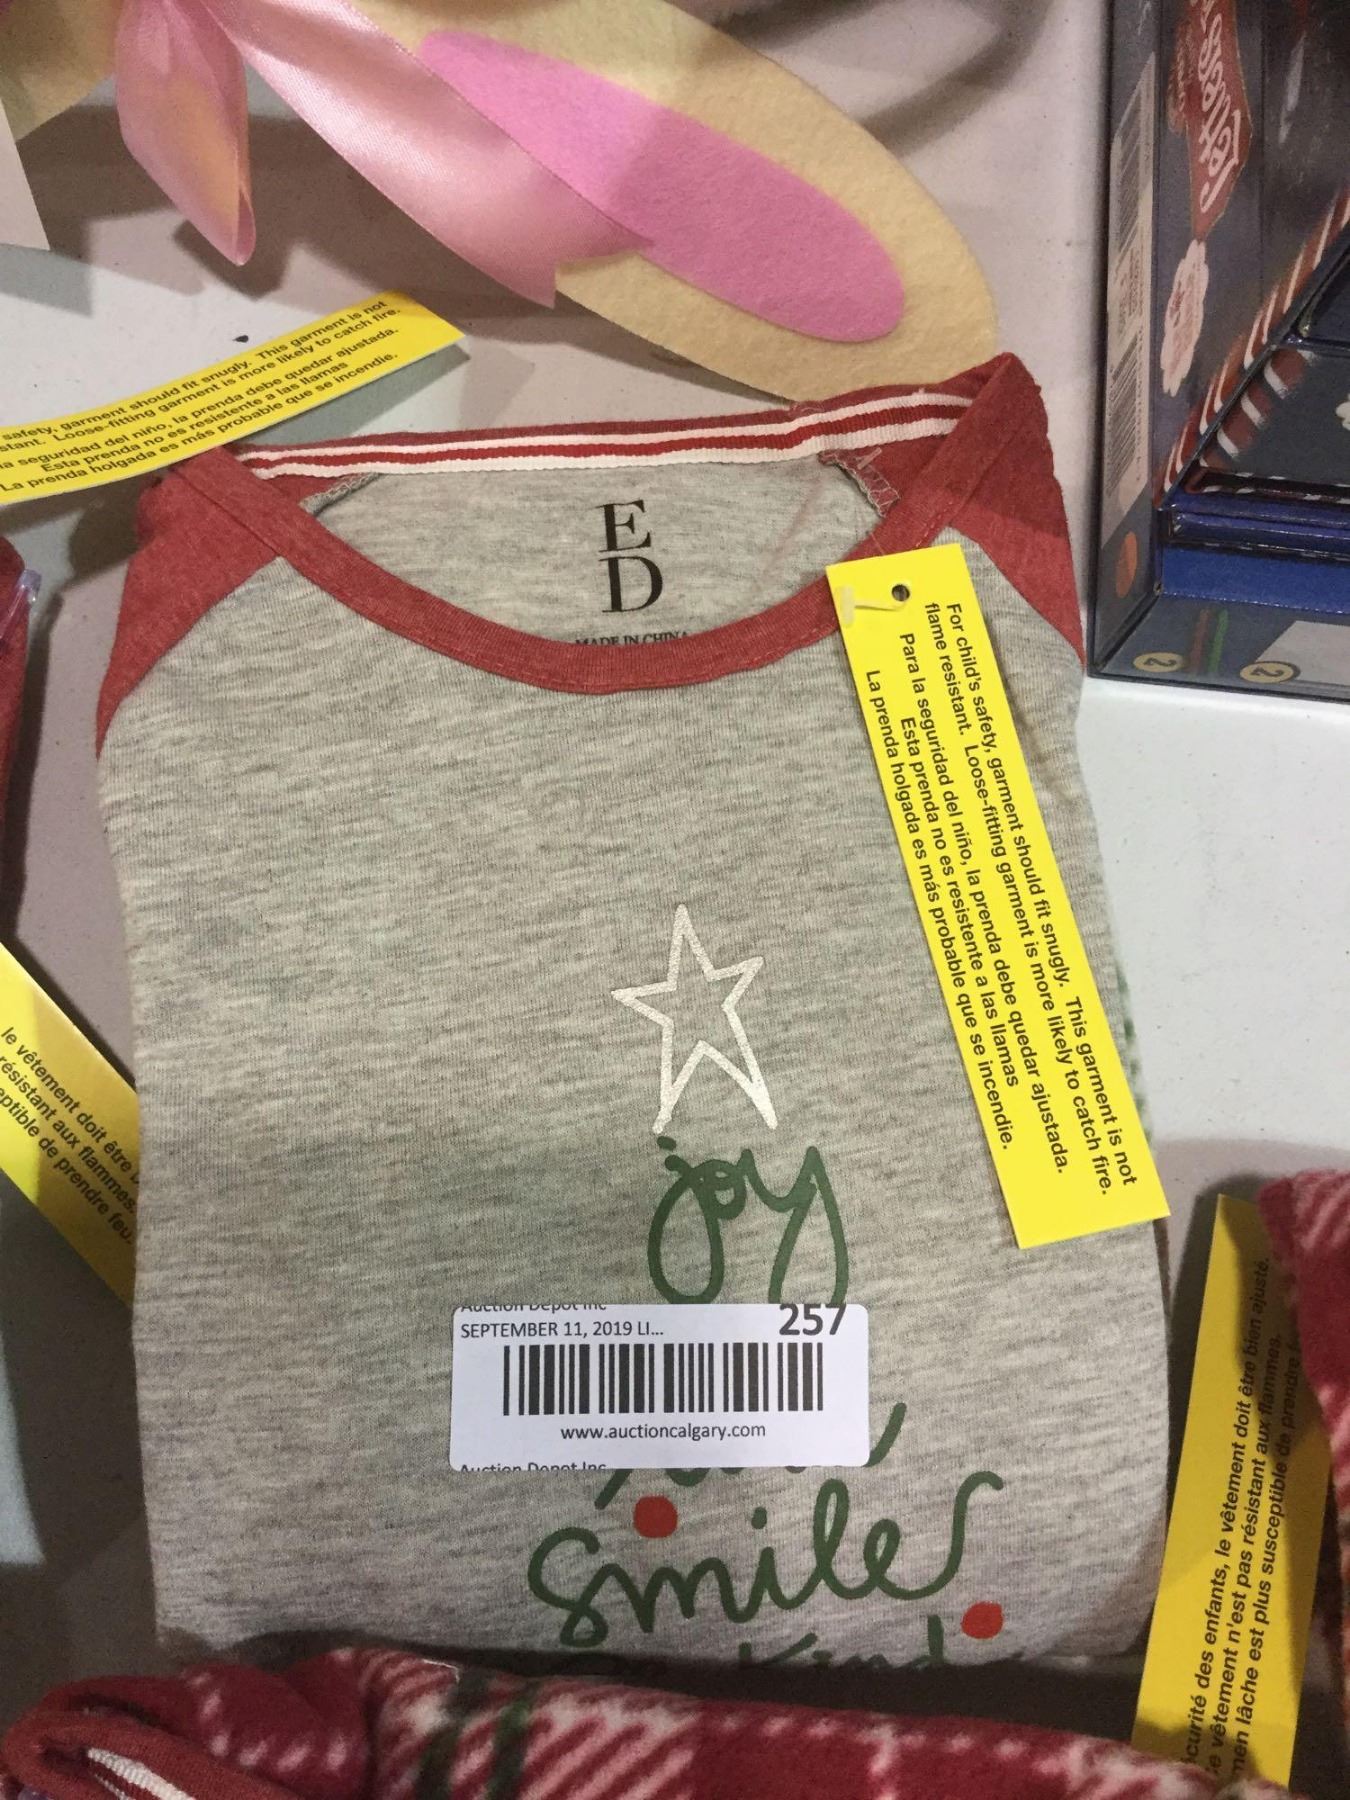 Letters
safety, garment should fit snugly. This garment is not
Loose-fitting garment is more likely to catch fire.
la seguridad del niño, la prenda debe quedar ajustada.
Esta prenda no es resistente a las llamas
La prenda holgada es más probable que se incendie.
E
D
MADE IN CHINA
For child's safety, garment should fit snugly. This garment is not
flame resistant. Loose-fitting garment is more likely to catch fire.
Para la seguridad del niño, la prenda debe quedar ajustada.
Esta prenda no es resistente a las llamas
La prenda holgada es más probable que se incendie.
2
2
le vêtement doit être
résistant aux flammes.
de prendre feu.
joy
Auction Depot Inc
SEPTEMBER 11, 2019 LI...
257
www.auctioncalgary.com
Auction Depot Inc
smile
Kind
des enfants, le vêtement doit être bien ajusté.
vêtement n'est pas résistant aux flammes.
lâche est plus susceptible de prendre